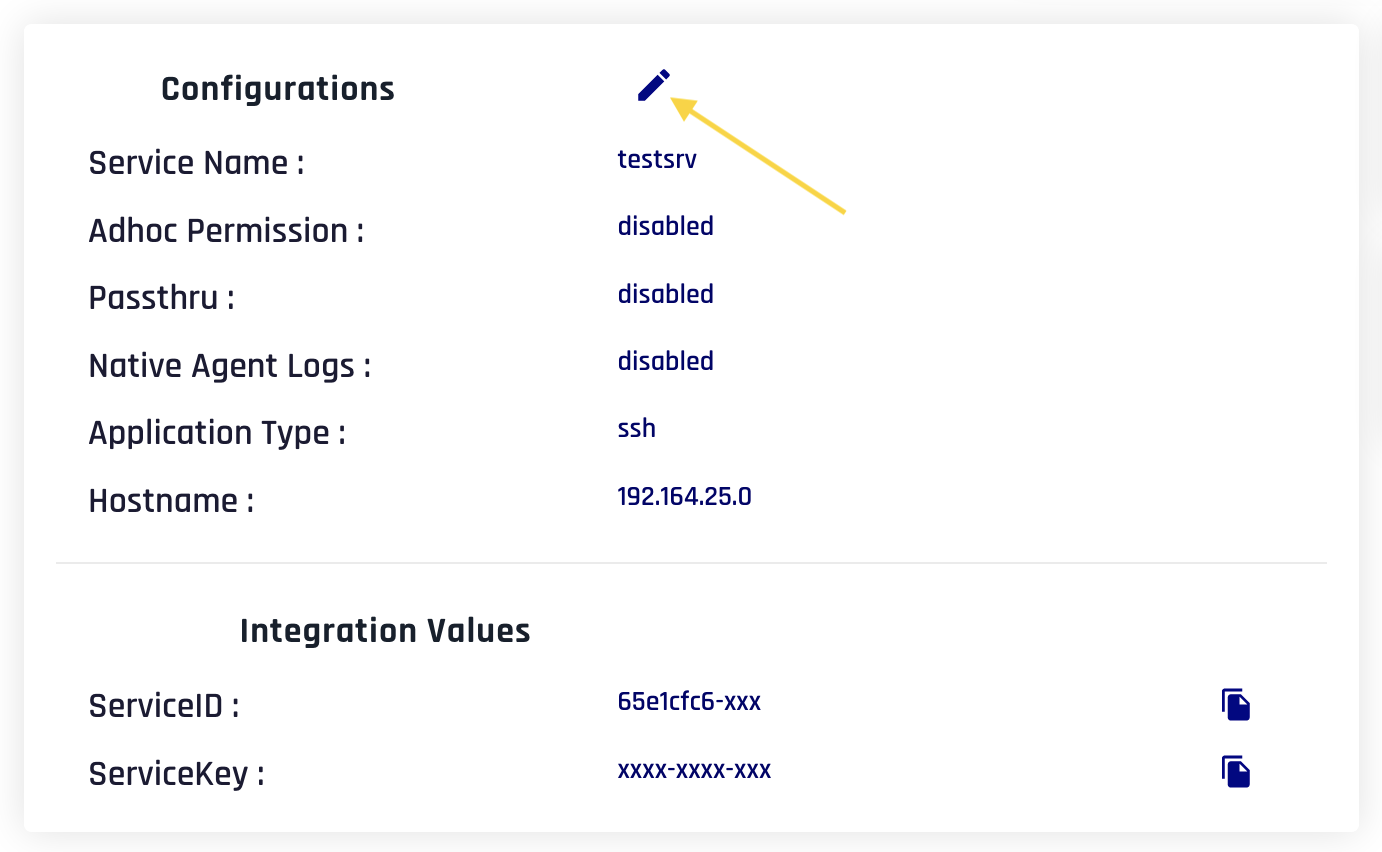 Configurations
Service Name : testsrv
Adhoc Permission : disabled
Passthru : disabled
Native Agent Logs : disabled
Application Type : ssh
Hostname : 192.164.25.0
Integration Values
ServiceID : 65e1cfc6-xxx
ServiceKey : xxxx-xxxx-xxx